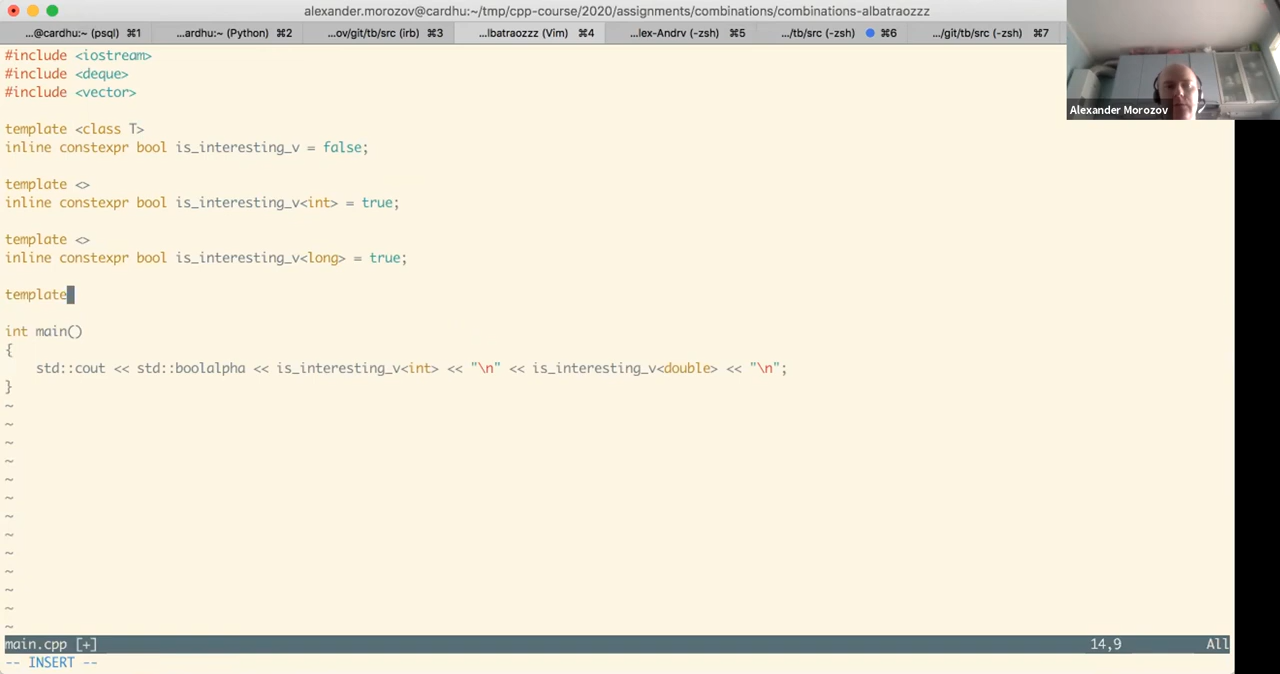 alexander.morozov@cardhu:~/tmp/cpp-course/2020/assignments/combinations/combinations-albatraozzz
...@cardhu:~ (psql) ⌘1 ...ardhu:~ (Python) ⌘2 ...ov/git/tb/src (irb) ⌘3 ...lbatraozzz (Vim) ⌘4 ...lex-Andrv (-zsh) ⌘5 .../tb/src (-zsh) ⌘6 .../git/tb/src (-zsh) ⌘7
Alexander Morozov
#include <iostream>
#include <deque>
#include <vector>
template <class T>
inline constexpr bool is_interesting_v = false;
template <>
inline constexpr bool is_interesting_v<int> = true;
template <>
inline constexpr bool is_interesting_v<long> = true;
template
int main()
{
    std::cout << std::boolalpha << is_interesting_v<int> << "\n" << is_interesting_v<double> << "\n";
}
~
~
~
~
~
~
~
~
~
~
~
~
~
main.cpp [+] 14,9 All
-- INSERT --